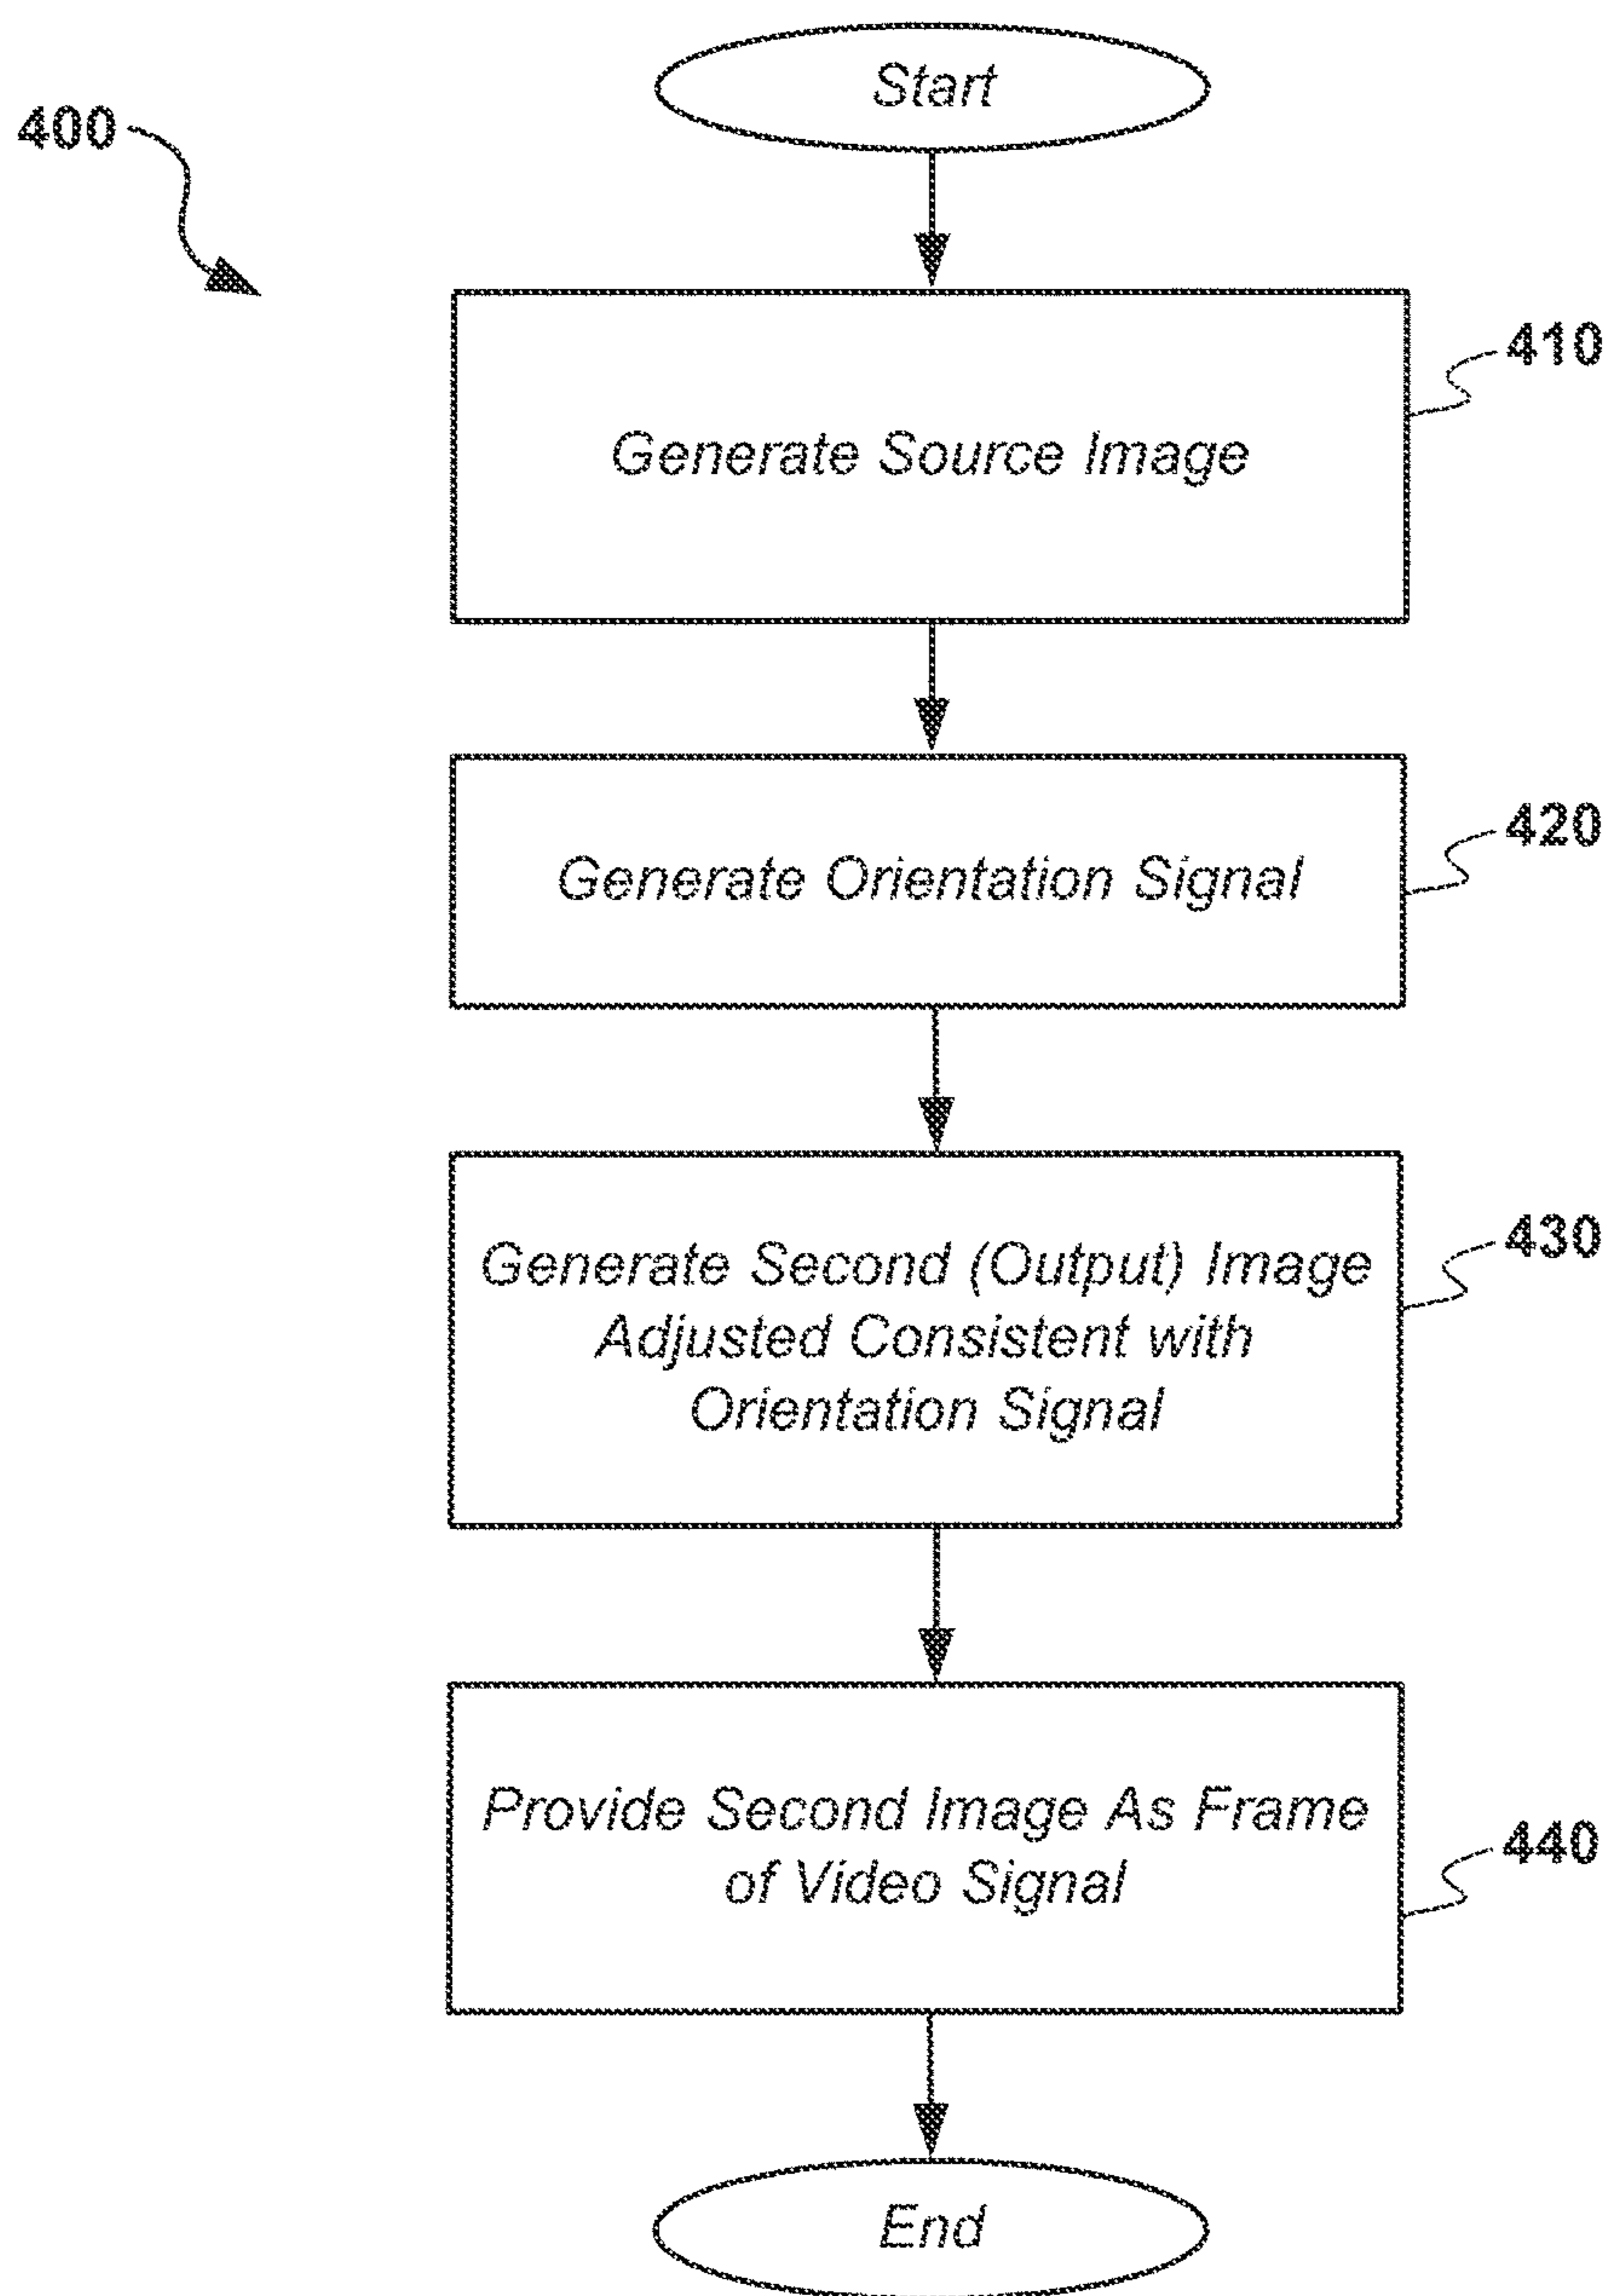 Start
400
410
Generate Source Image
420
Generate Orientation Signal
430
Generate Second (Output) Image
Adjusted Consistent with
Orientation Signal
Provide Second Image As Frame
440
of Video Signal
End